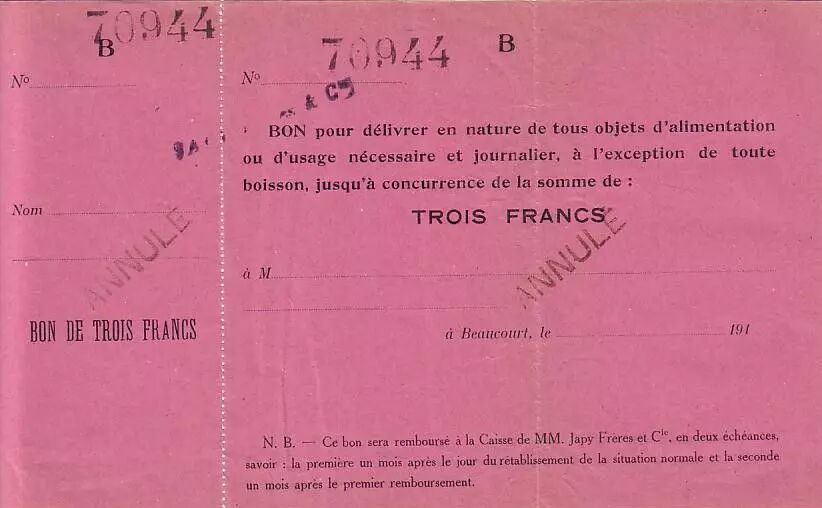 70944
B
No
Nom
ANNULÉ
BON DE TROIS FRANCS
70944
B
No
& Cie
BON pour délivrer en nature de tous objets d'alimentation
ou d'usage nécessaire et journalier, à l'exception de toute
boisson, jusqu'à concurrence de la somme de :
TROIS FRANCS
à M
ANNULÉ
à Beaucourt, le 191
N. B. — Ce bon sera remboursé à la Caisse de MM. Japy Frères et Cie, en deux échéances,
savoir : la première un mois après le jour du rétablissement de la situation normale et la seconde
un mois après le premier remboursement.